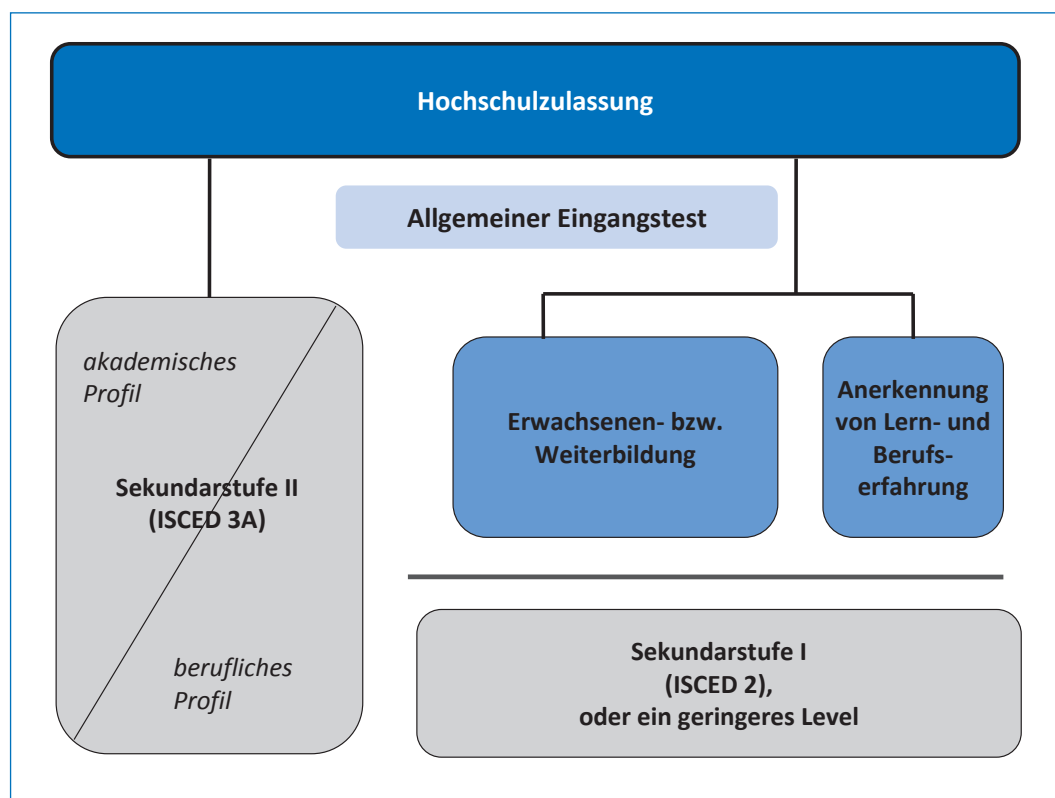 Hochschulzulassung
Allgemeiner Eingangstest
akademisches
Profil
Sekundarstufe II
(ISCED 3A)
berufliches
Profil
Erwachsenen- bzw.
Weiterbildung
Anerkennung
von Lern- und
Berufs-
erfahrung
Sekundarstufe I
(ISCED 2),
oder ein geringeres Level